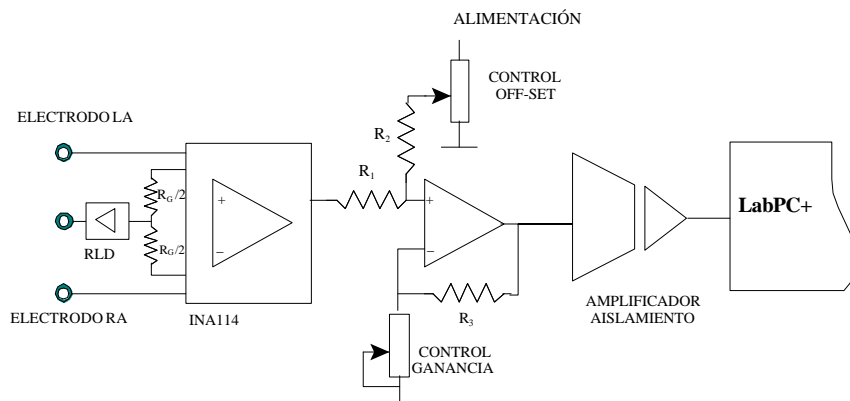 ALIMENTACIÓN
CONTROL
OFF-SET
ELECTRODO LA
R2
R1
RG/2
+
+
LabPC+
RG/2
−
−
RLD
ELECTRODO RA
INA114
R3
AMPLIFICADOR
AISLAMIENTO
CONTROL
GANANCIA